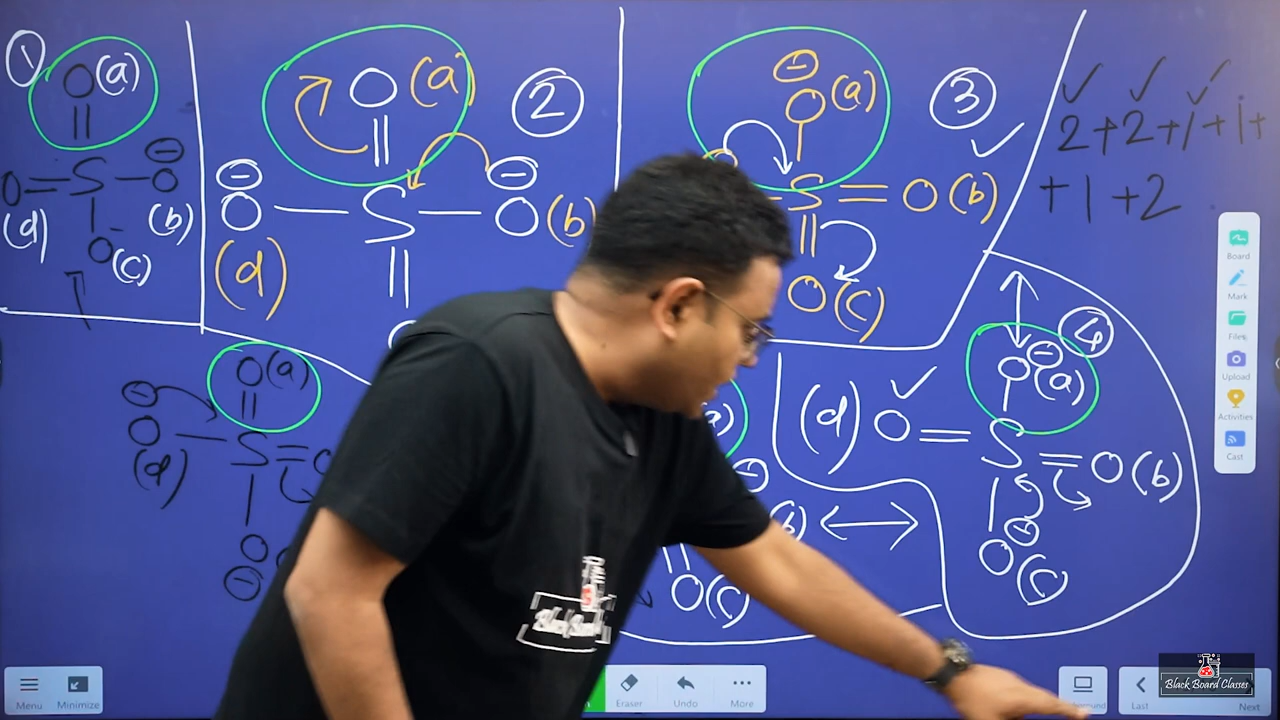 ①
O(a)
||
O=S-O⊖
(d)
|
(b)
O⁻(c)
②
O(a)
||
⊖
O-S-O(b)
⊖
(d)
||
③
⊖
O(a)
|
S=O(b)
||
O(c)
2+2+1+1+
+1+2
④
O⊖(a)
|
(d) O=S=O(b)
|
O⊖
(c)
O(a)
||
⊖
O-S=
(d)
|
O
⊖
||
O(c)
Board
Mark
Files
Upload
Activities
Cast
Menu
Minimize
Eraser
Undo
More
Last
Next
Black Board Classes